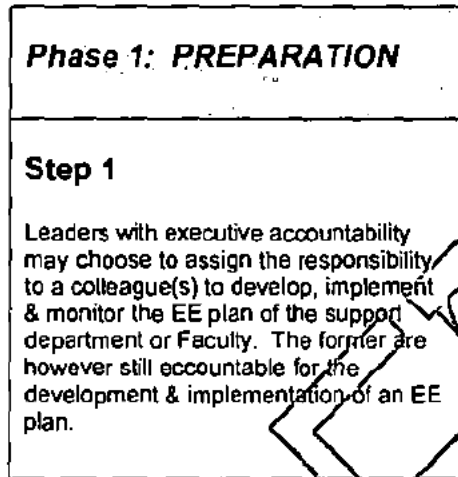 Phase 1: PREPARATION
Step 1
Leaders with executive accountability
may choose to assign the responsibility
to a colleague(s) to develop, implement
& monitor the EE plan of the support
department or Faculty. The former are
however still accountable for the
development & implementation of an EE
plan.